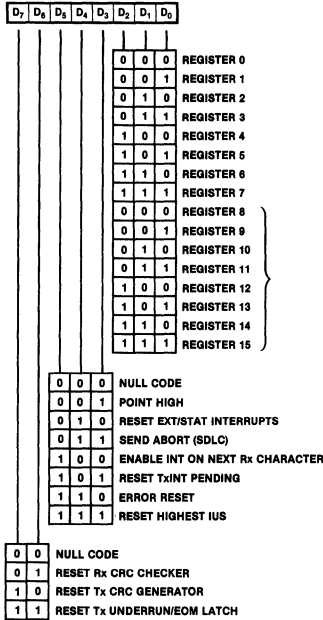 D7 D6 D5 D4 D3 D2 D1 D0
0 0 0 REGISTER 0
0 0 1 REGISTER 1
0 1 0 REGISTER 2
0 1 1 REGISTER 3
1 0 0 REGISTER 4
1 0 1 REGISTER 5
1 1 0 REGISTER 6
1 1 1 REGISTER 7
0 0 0 REGISTER 8
0 0 1 REGISTER 9
0 1 0 REGISTER 10
0 1 1 REGISTER 11
1 0 0 REGISTER 12
1 0 1 REGISTER 13
1 1 0 REGISTER 14
1 1 1 REGISTER 15
0 0 0 NULL CODE
0 0 1 POINT HIGH
0 1 0 RESET EXT/STAT INTERRUPTS
0 1 1 SEND ABORT (SDLC)
1 0 0 ENABLE INT ON NEXT Rx CHARACTER
1 0 1 RESET TxINT PENDING
1 1 0 ERROR RESET
1 1 1 RESET HIGHEST IUS
0 0 NULL CODE
0 1 RESET Rx CRC CHECKER
1 0 RESET Tx CRC GENERATOR
1 1 RESET Tx UNDERRUN/EOM LATCH